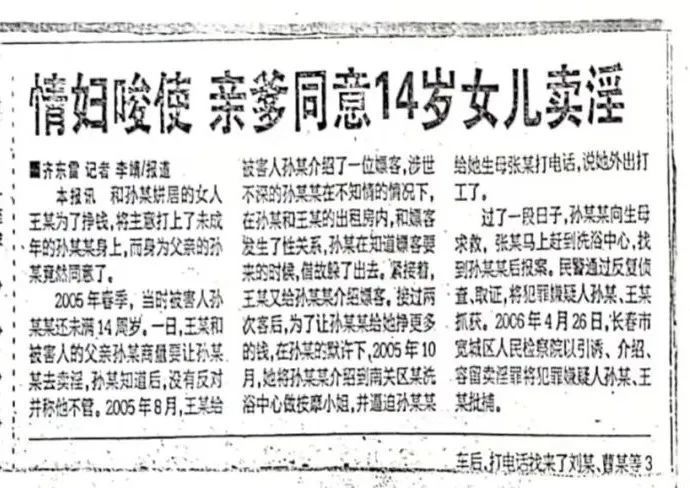 情妇唆使 亲爹同意14岁女儿卖淫
■齐东雷 记者 李靖/报道
本报讯 和孙某姘居的女人
王某为了挣钱，将主意打上了未成
年的孙某某身上，而身为父亲的孙
某竟然同意了。
2005年春季，当时被害人孙
某某还未满14周岁。一日，王某和
被害人的父亲孙某商量要让孙某
某去卖淫，孙某知道后，没有反对
并称他不管。2005年8月，王某给
被害人孙某介绍了一位嫖客，涉世
不深的孙某某在不知情的情况下，
在孙某和王某的出租房内，和嫖客
发生了性关系，孙某在知道嫖客要
来的时候，借故躲了出去。紧接着，
王某又给孙某某介绍嫖客。接过两
次客后，为了让孙某某给她挣更多
的钱，在孙某的默许下，2005年10
月，她将孙某某介绍到南关区某洗
浴中心做按摩小姐，并逼迫孙某某
给她生母张某打电话，说她外出打
工了。
过了一段日子，孙某某向生母
求救，张某马上赶到洗浴中心，找
到孙某某后报案。民警通过反复侦
查、取证，将犯罪嫌疑人孙某、王某
抓获。2006年4月26日，长春市
宽城区人民检察院以引诱、介绍、
容留卖淫罪将犯罪嫌疑人孙某、王
某批捕。
车后，打电话找来了刘某、曹某等3